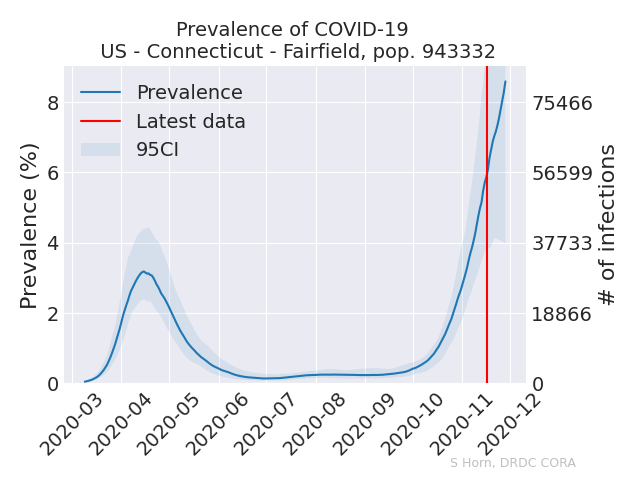 Prevalence of COVID-19
US - Connecticut - Fairfield, pop. 943332
Prevalence
Latest data
95CI
Prevalence (%)
8
6
4
2
0
75466
56599
37733
18866
0
# of infections
2020-03
2020-04
2020-05
2020-06
2020-07
2020-08
2020-09
2020-10
2020-11
2020-12
S Horn, DRDC CORA